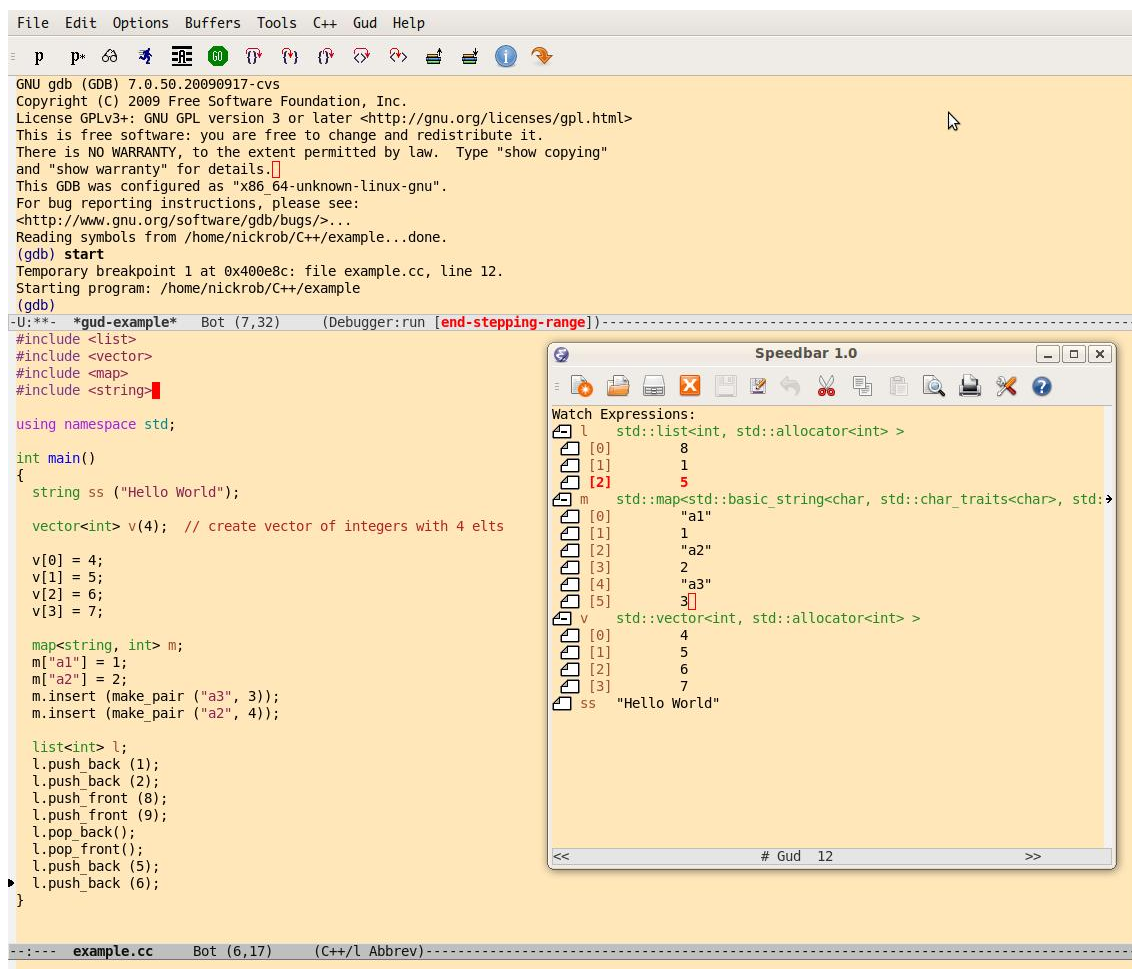 File Edit Options Buffers Tools C++ Gud Help
p p* GO
GNU gdb (GDB) 7.0.50.20090917-cvs
Copyright (C) 2009 Free Software Foundation, Inc.
License GPLv3+: GNU GPL version 3 or later <http://gnu.org/licenses/gpl.html>
This is free software: you are free to change and redistribute it.
There is NO WARRANTY, to the extent permitted by law.  Type "show copying"
and "show warranty" for details.
This GDB was configured as "x86_64-unknown-linux-gnu".
For bug reporting instructions, please see:
<http://www.gnu.org/software/gdb/bugs/>...
Reading symbols from /home/nickrob/C++/example...done.
(gdb) start
Temporary breakpoint 1 at 0x400e8c: file example.cc, line 12.
Starting program: /home/nickrob/C++/example
(gdb)
-U:**-  *gud-example*   Bot (7,32)     (Debugger:run [end-stepping-range])
#include <list>
#include <vector>
#include <map>
#include <string>
using namespace std;
int main()
{
  string ss ("Hello World");
  vector<int> v(4);  // create vector of integers with 4 elts
  v[0] = 4;
  v[1] = 5;
  v[2] = 6;
  v[3] = 7;
  map<string, int> m;
  m["a1"] = 1;
  m["a2"] = 2;
  m.insert (make_pair ("a3", 3));
  m.insert (make_pair ("a2", 4));
  list<int> l;
  l.push_back (1);
  l.push_back (2);
  l.push_front (8);
  l.push_front (9);
  l.pop_back();
  l.pop_front();
  l.push_back (5);
  l.push_back (6);
}
--:---  example.cc     Bot (6,17)     (C++/l Abbrev)
Speedbar 1.0
Watch Expressions:
l std::list<int, std::allocator<int> >
[0] 8
[1] 1
[2] 5
m std::map<std::basic_string<char, std::char_traits<char>, std:
[0] "a1"
[1] 1
[2] "a2"
[3] 2
[4] "a3"
[5] 3
v std::vector<int, std::allocator<int> >
[0] 4
[1] 5
[2] 6
[3] 7
ss "Hello World"
<< # Gud 12 >>